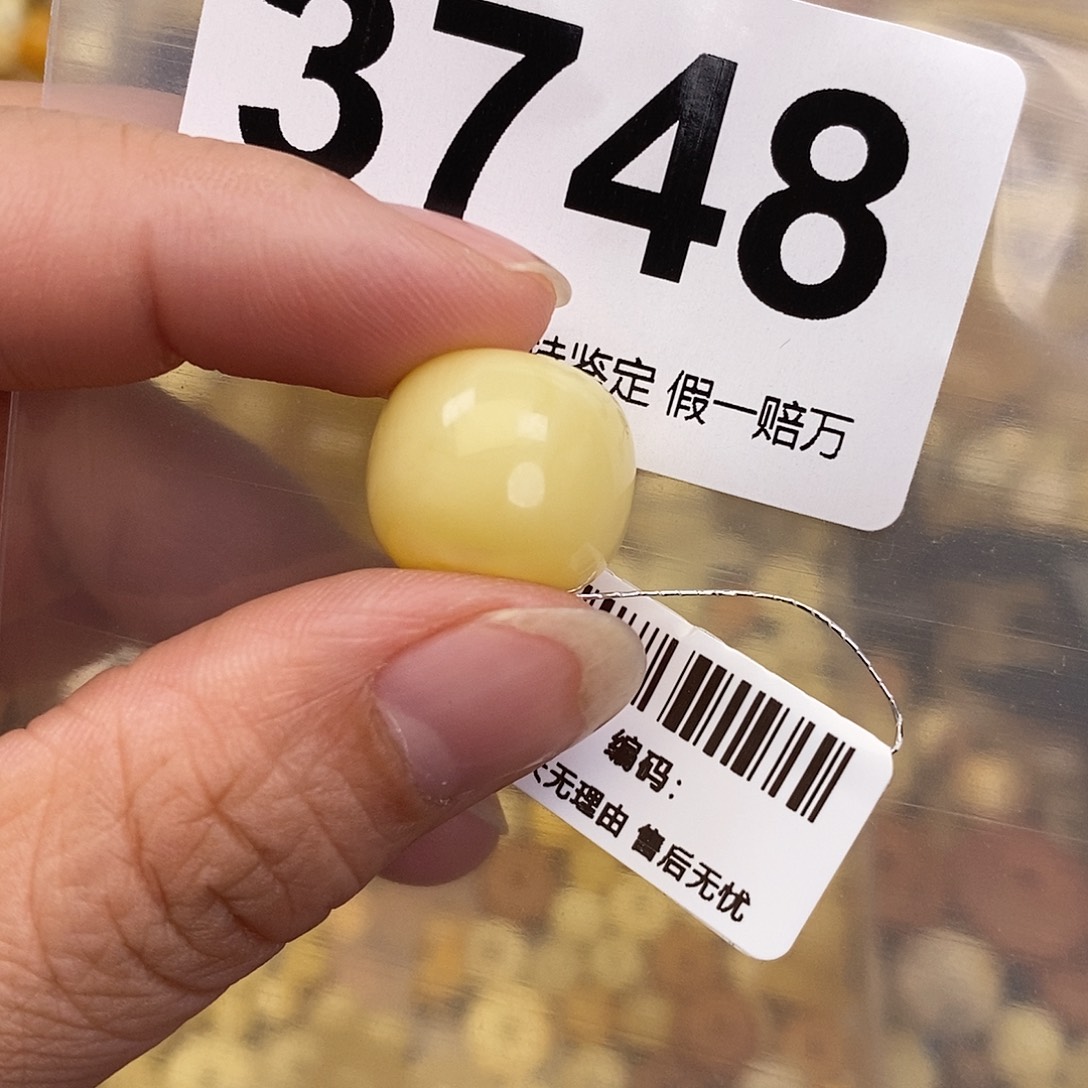 3748
鉴定 假一赔万
编码:
无理由 售后无忧